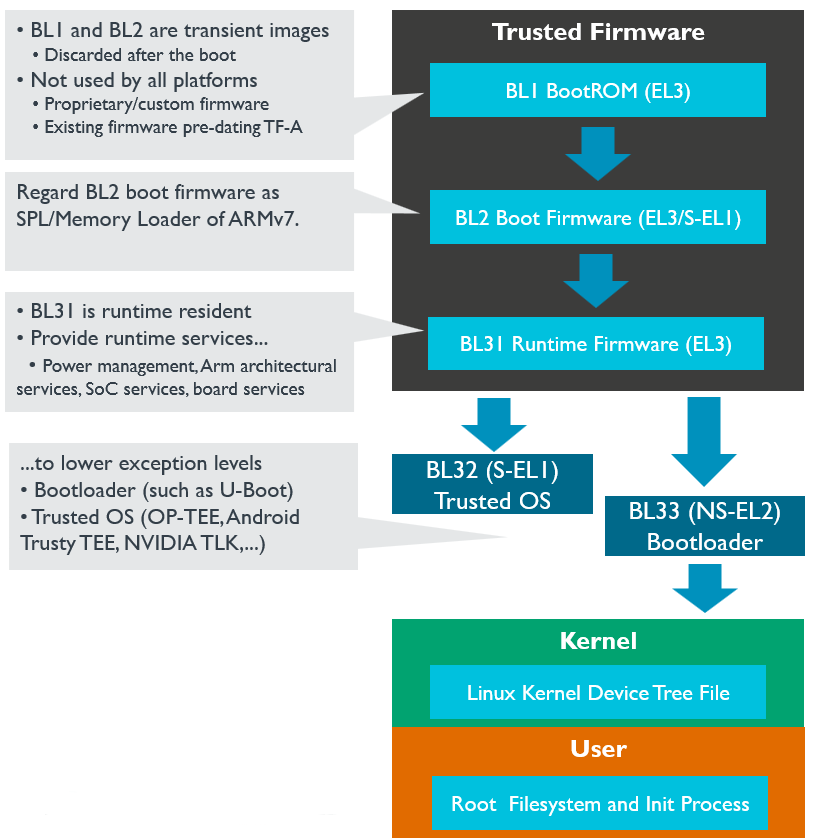 • BL1 and BL2 are transient images
• Discarded after the boot
• Not used by all platforms
• Proprietary/custom firmware
• Existing firmware pre-dating TF-A
Regard BL2 boot firmware as
SPL/Memory Loader of ARMv7.
• BL31 is runtime resident
• Provide runtime services...
• Power management, Arm architectural
services, SoC services, board services
...to lower exception levels
• Bootloader (such as U-Boot)
• Trusted OS (OP-TEE, Android
Trusty TEE, NVIDIA TLK,...)
Trusted Firmware
BL1 BootROM (EL3)
BL2 Boot Firmware (EL3/S-EL1)
BL31 Runtime Firmware (EL3)
BL32 (S-EL1)
Trusted OS
BL33 (NS-EL2)
Bootloader
Kernel
Linux Kernel Device Tree File
User
Root Filesystem and Init Process